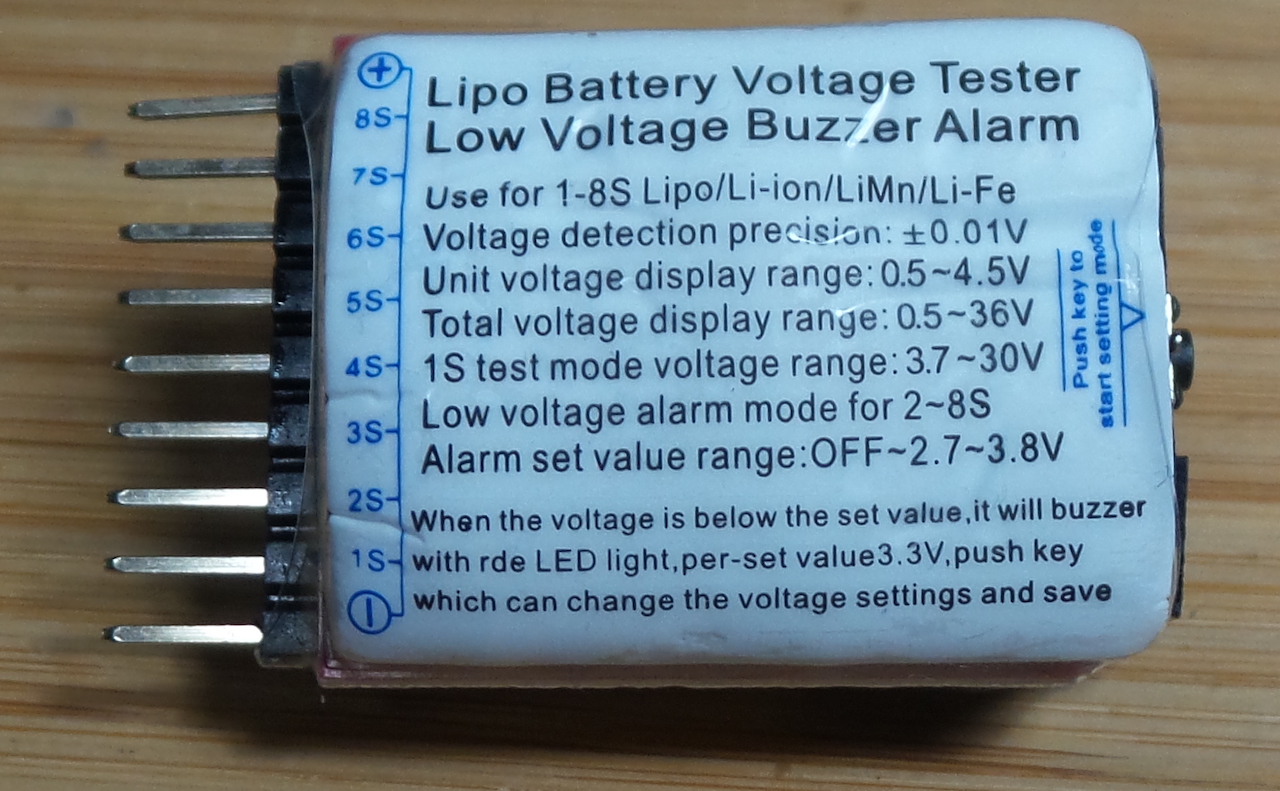 Lipo Battery Voltage Tester
Low Voltage Buzzer Alarm
Use for 1-8S Lipo/Li-ion/LiMn/Li-Fe
Voltage detection precision: ±0.01V
Unit voltage display range: 0.5~4.5V
Total voltage display range: 0.5~36V
1S test mode voltage range: 3.7~30V
Low voltage alarm mode for 2~8S
Alarm set value range:OFF~2.7~3.8V
When the voltage is below the set value,it will buzzer
with rde LED light,per-set value3.3V,push key
which can change the voltage settings and save
+
8S
7S
6S
5S
4S
3S
2S
1S
−
Push key to
start setting mode